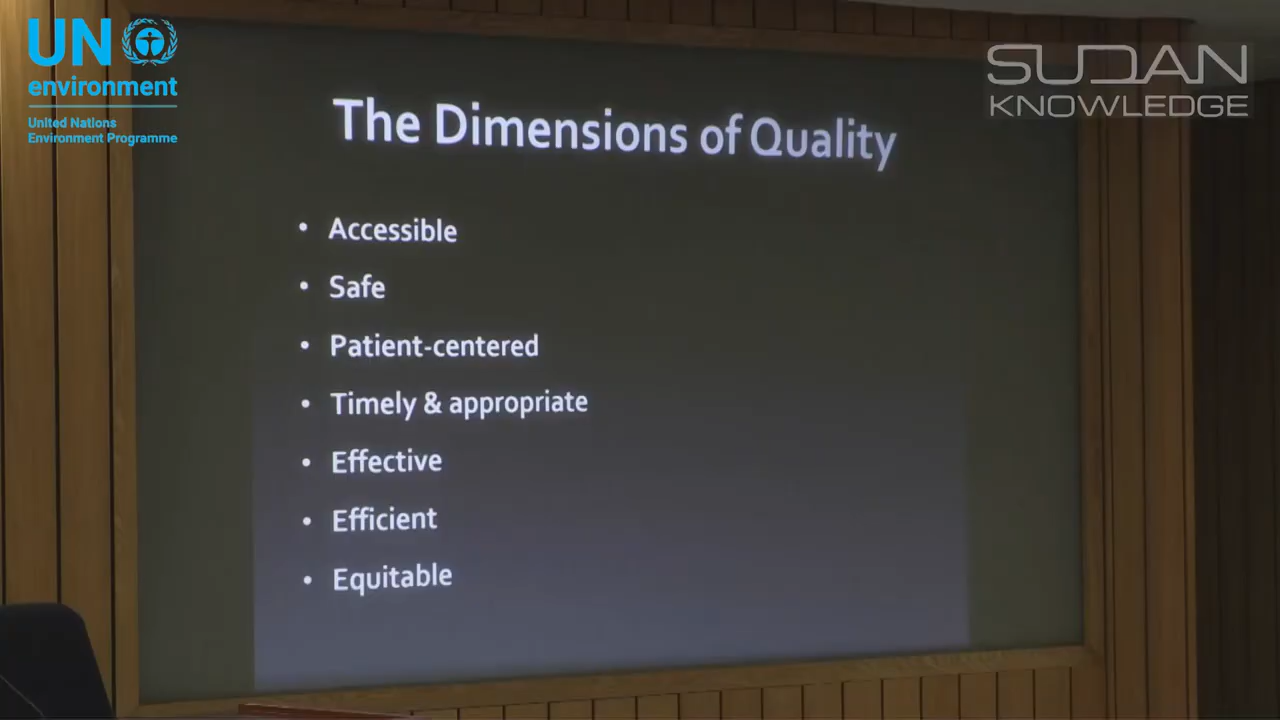 UN
environment
United Nations
Environment Programme
SUDAN
KNOWLEDGE
The Dimensions of Quality
• Accessible
• Safe
• Patient-centered
• Timely & appropriate
• Effective
• Efficient
• Equitable